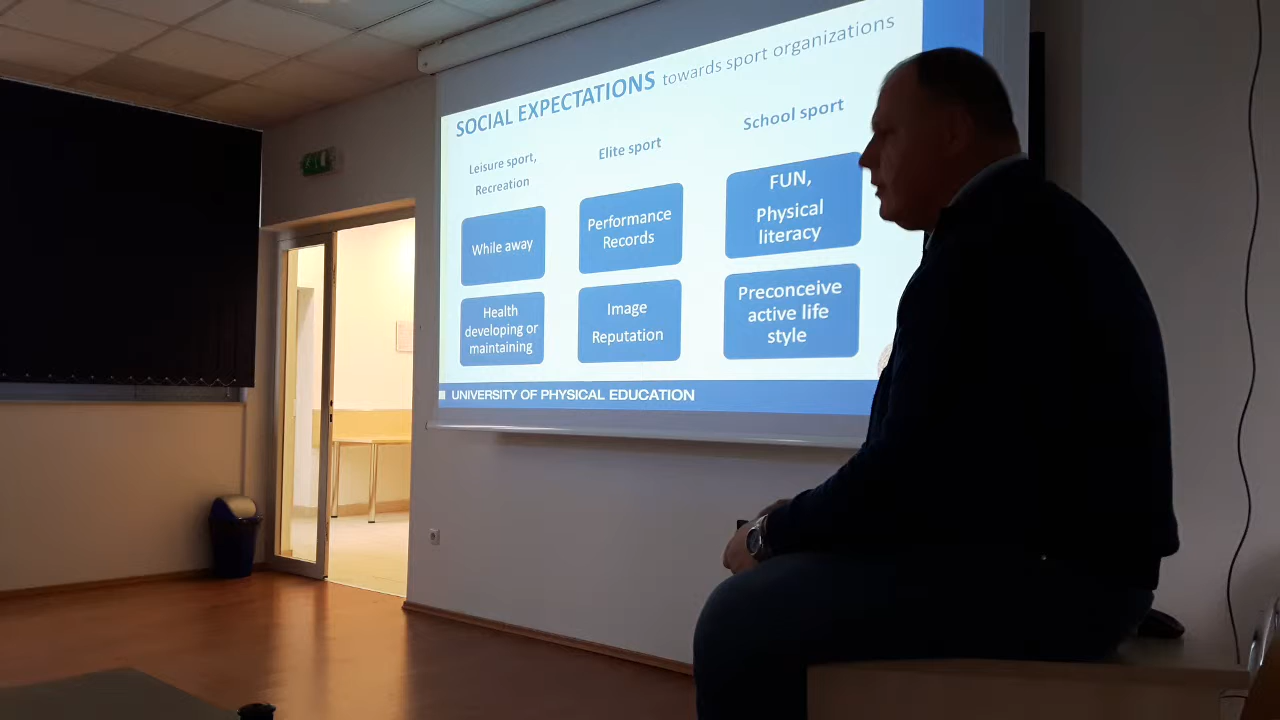 SOCIAL EXPECTATIONS towards sport organizations
Leisure sport,
Recreation
While away
Health
developing or
maintaining
Elite sport
Performance
Records
Image
Reputation
School sport
FUN,
Physical
literacy
Preconceive
active life
style
UNIVERSITY OF PHYSICAL EDUCATION